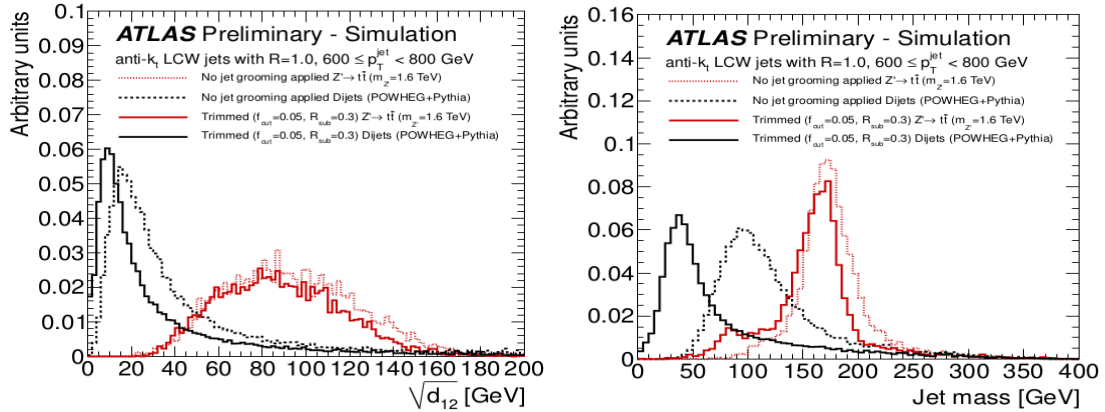 Arbitrary units
0.1
0.09
0.08
0.07
0.06
0.05
0.04
0.03
0.02
0.01
0
ATLAS Preliminary - Simulation
anti-kt LCW jets with R=1.0, 600 ≤ pT^jet < 800 GeV
No jet grooming applied Z'→ tt̄ (mZ'=1.6 TeV)
No jet grooming applied Dijets (POWHEG+Pythia)
Trimmed (fcut=0.05, Rsub=0.3) Z'→ tt̄ (mZ'=1.6 TeV)
Trimmed (fcut=0.05, Rsub=0.3) Dijets (POWHEG+Pythia)
0 20 40 60 80 100 120 140 160 180 200
√d12 [GeV]
Arbitrary units
0.16
0.14
0.12
0.1
0.08
0.06
0.04
0.02
0
ATLAS Preliminary - Simulation
anti-kt LCW jets with R=1.0, 600 ≤ pT^jet < 800 GeV
No jet grooming applied Z'→ tt̄ (mZ'=1.6 TeV)
No jet grooming applied Dijets (POWHEG+Pythia)
Trimmed (fcut=0.05, Rsub=0.3) Z'→ tt̄ (mZ'=1.6 TeV)
Trimmed (fcut=0.05, Rsub=0.3) Dijets (POWHEG+Pythia)
0 50 100 150 200 250 300 350 400
Jet mass [GeV]